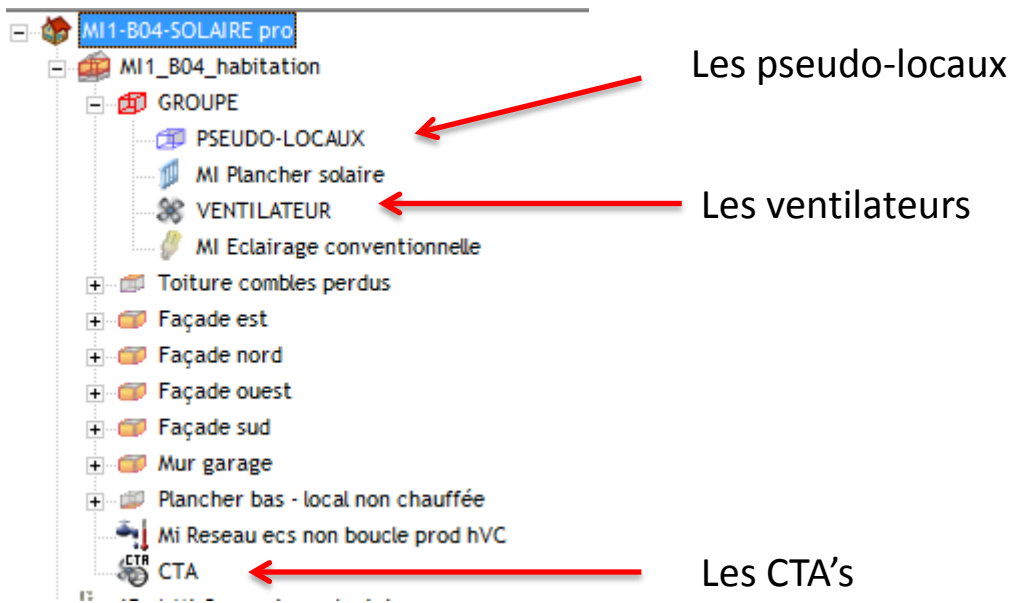 MI1-B04-SOLAIRE pro
MI1_B04_habitation
Les pseudo-locaux
GROUPE
PSEUDO-LOCAUX
MI Plancher solaire
VENTILATEUR
Les ventilateurs
MI Eclairage conventionnelle
Toiture combles perdus
Façade est
Façade nord
Façade ouest
Façade sud
Mur garage
Plancher bas - local non chauffée
Mi Reseau ecs non boucle prod hVC
CTA
CTA
Les CTA's